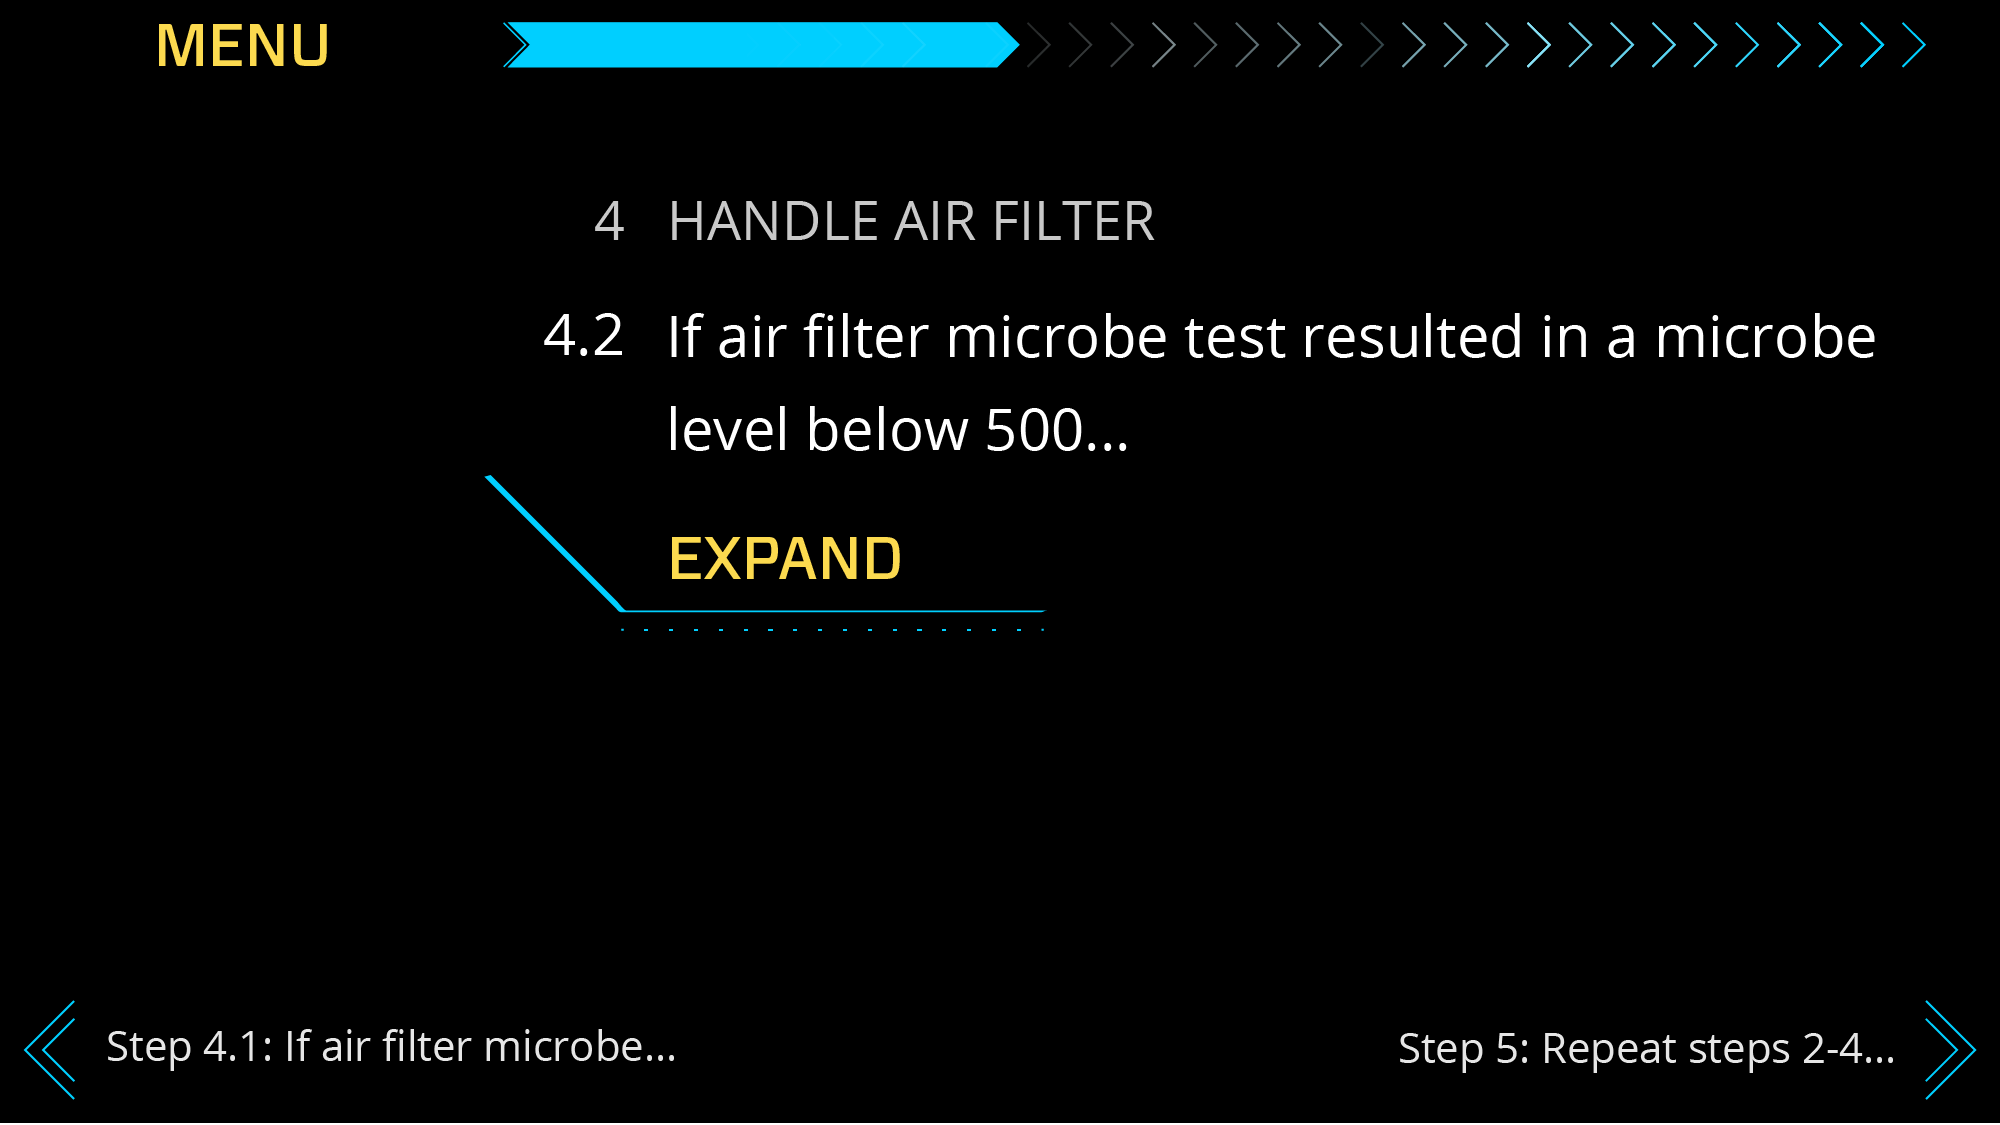 MENU
4 HANDLE AIR FILTER
4.2 If air filter microbe test resulted in a microbe
level below 500...
EXPAND
Step 4.1: If air filter microbe...
Step 5: Repeat steps 2-4...